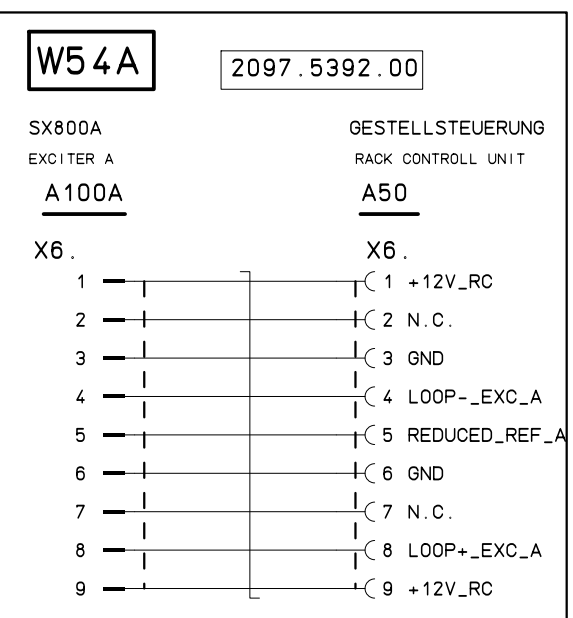 W54A 2097.5392.00
SX800A GESTELLSTEUERUNG
EXCITER A RACK CONTROLL UNIT
A100A A50
X6. X6.
1 1 +12V_RC
2 2 N.C.
3 3 GND
4 4 LOOP-_EXC_A
5 5 REDUCED_REF_A
6 6 GND
7 7 N.C.
8 8 LOOP+_EXC_A
9 9 +12V_RC